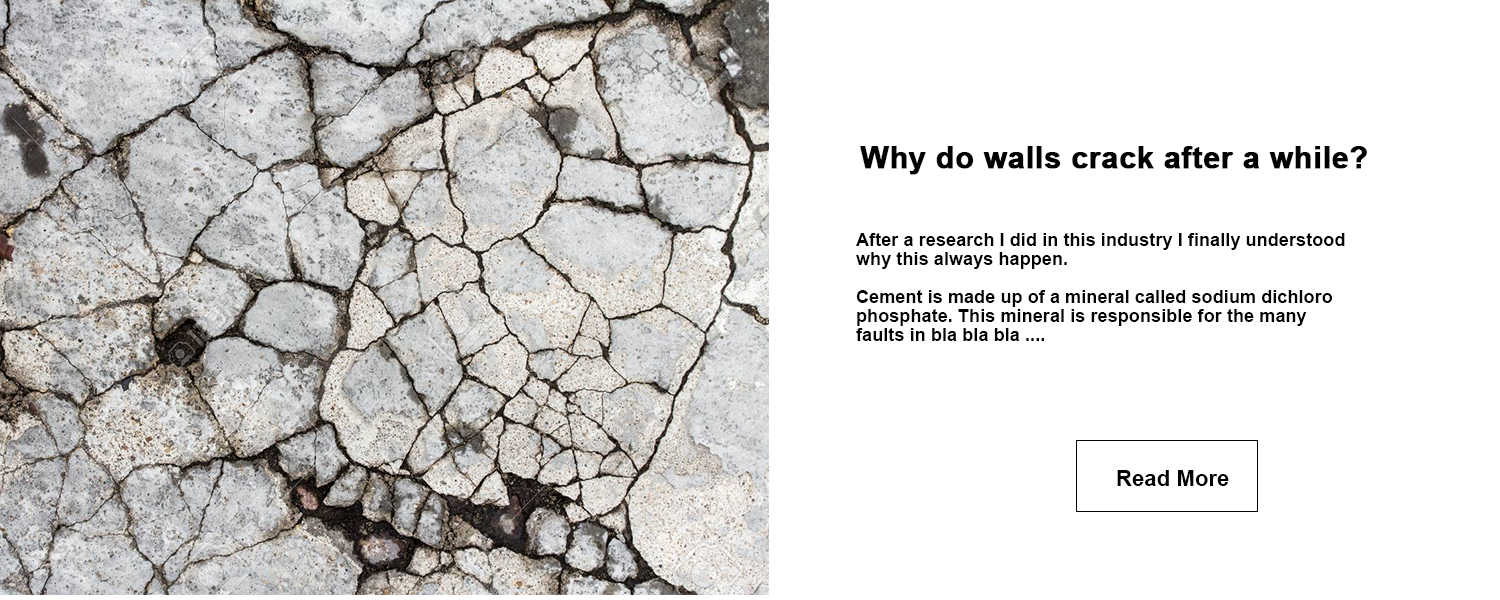 Why do walls crack after a while?
After a research I did in this industry I finally understood
why this always happen.
Cement is made up of a mineral called sodium dichloro
phosphate. This mineral is responsible for the many
faults in bla bla bla ....
Read More